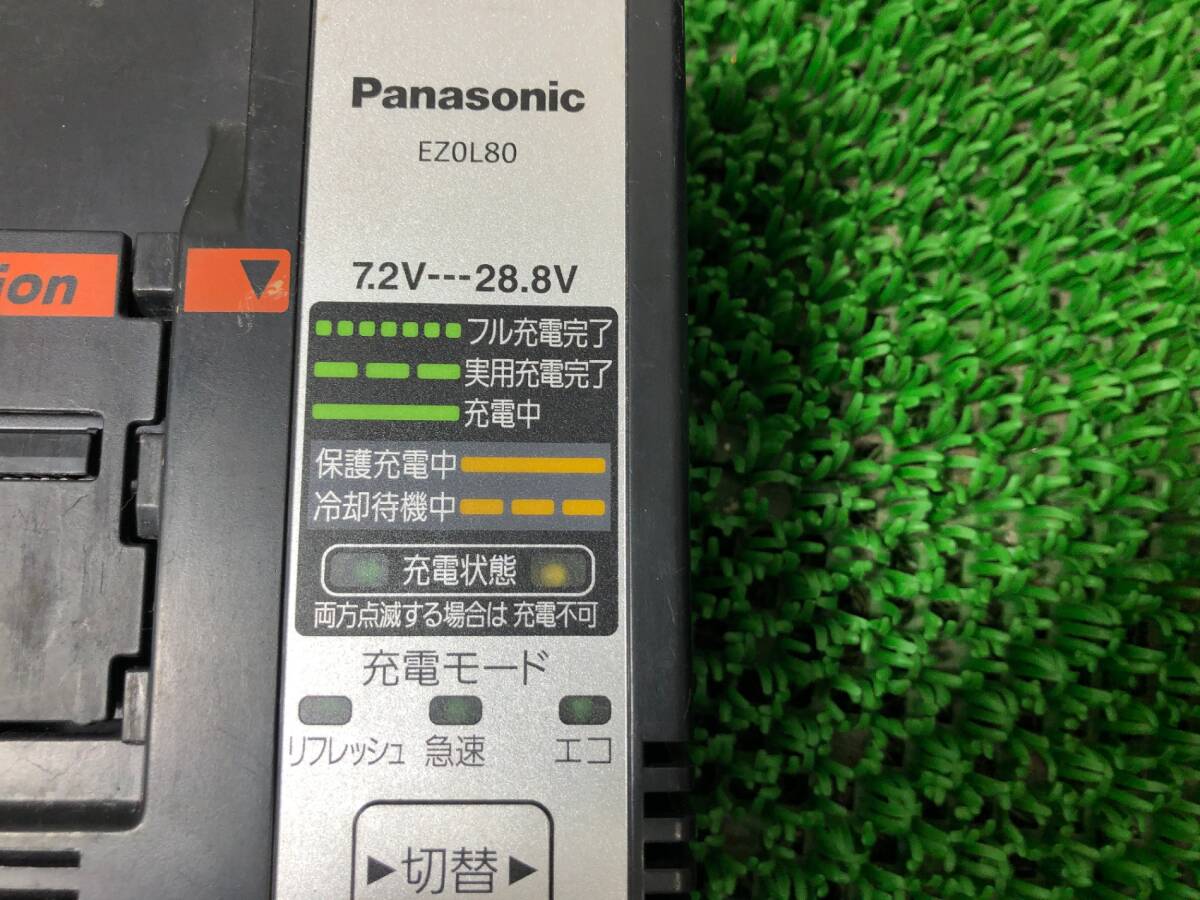 Panasonic
EZ0L80
ion
7.2V---28.8V
フル充電完了
実用充電完了
充電中
保護充電中
冷却待機中
充電状態
両方点滅する場合は 充電不可
充電モード
リフレッシュ 急速 エコ
▶切替▶